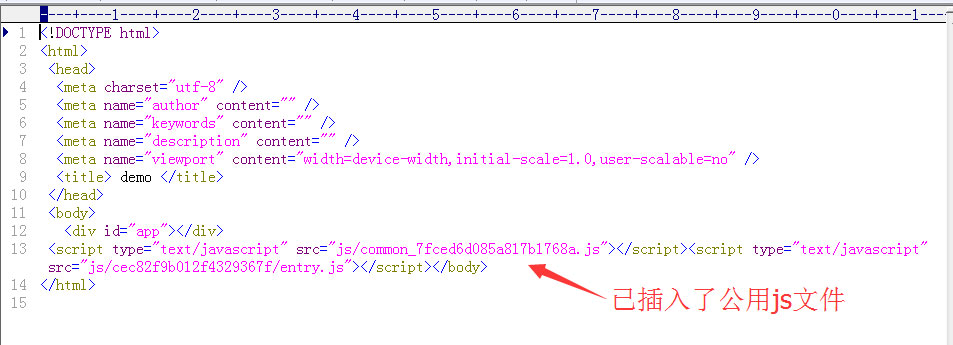 ----+----1----+----2----+----3----+----4----+----5----+----6----+----7----+----8----+----9----+----0----+----1--
1 <!DOCTYPE html>
2 <html>
3 <head>
4 <meta charset="utf-8" />
5 <meta name="author" content="" />
6 <meta name="keywords" content="" />
7 <meta name="description" content="" />
8 <meta name="viewport" content="width=device-width,initial-scale=1.0,user-scalable=no" />
9 <title> demo </title>
10 </head>
11 <body>
12 <div id="app"></div>
13 <script type="text/javascript" src="js/common_7fced6d085a817b1768a.js"></script><script type="text/javascript"
src="js/cec82f9b012f4329367f/entry.js"></script></body>
14 </html>
已插入了公用js文件
15